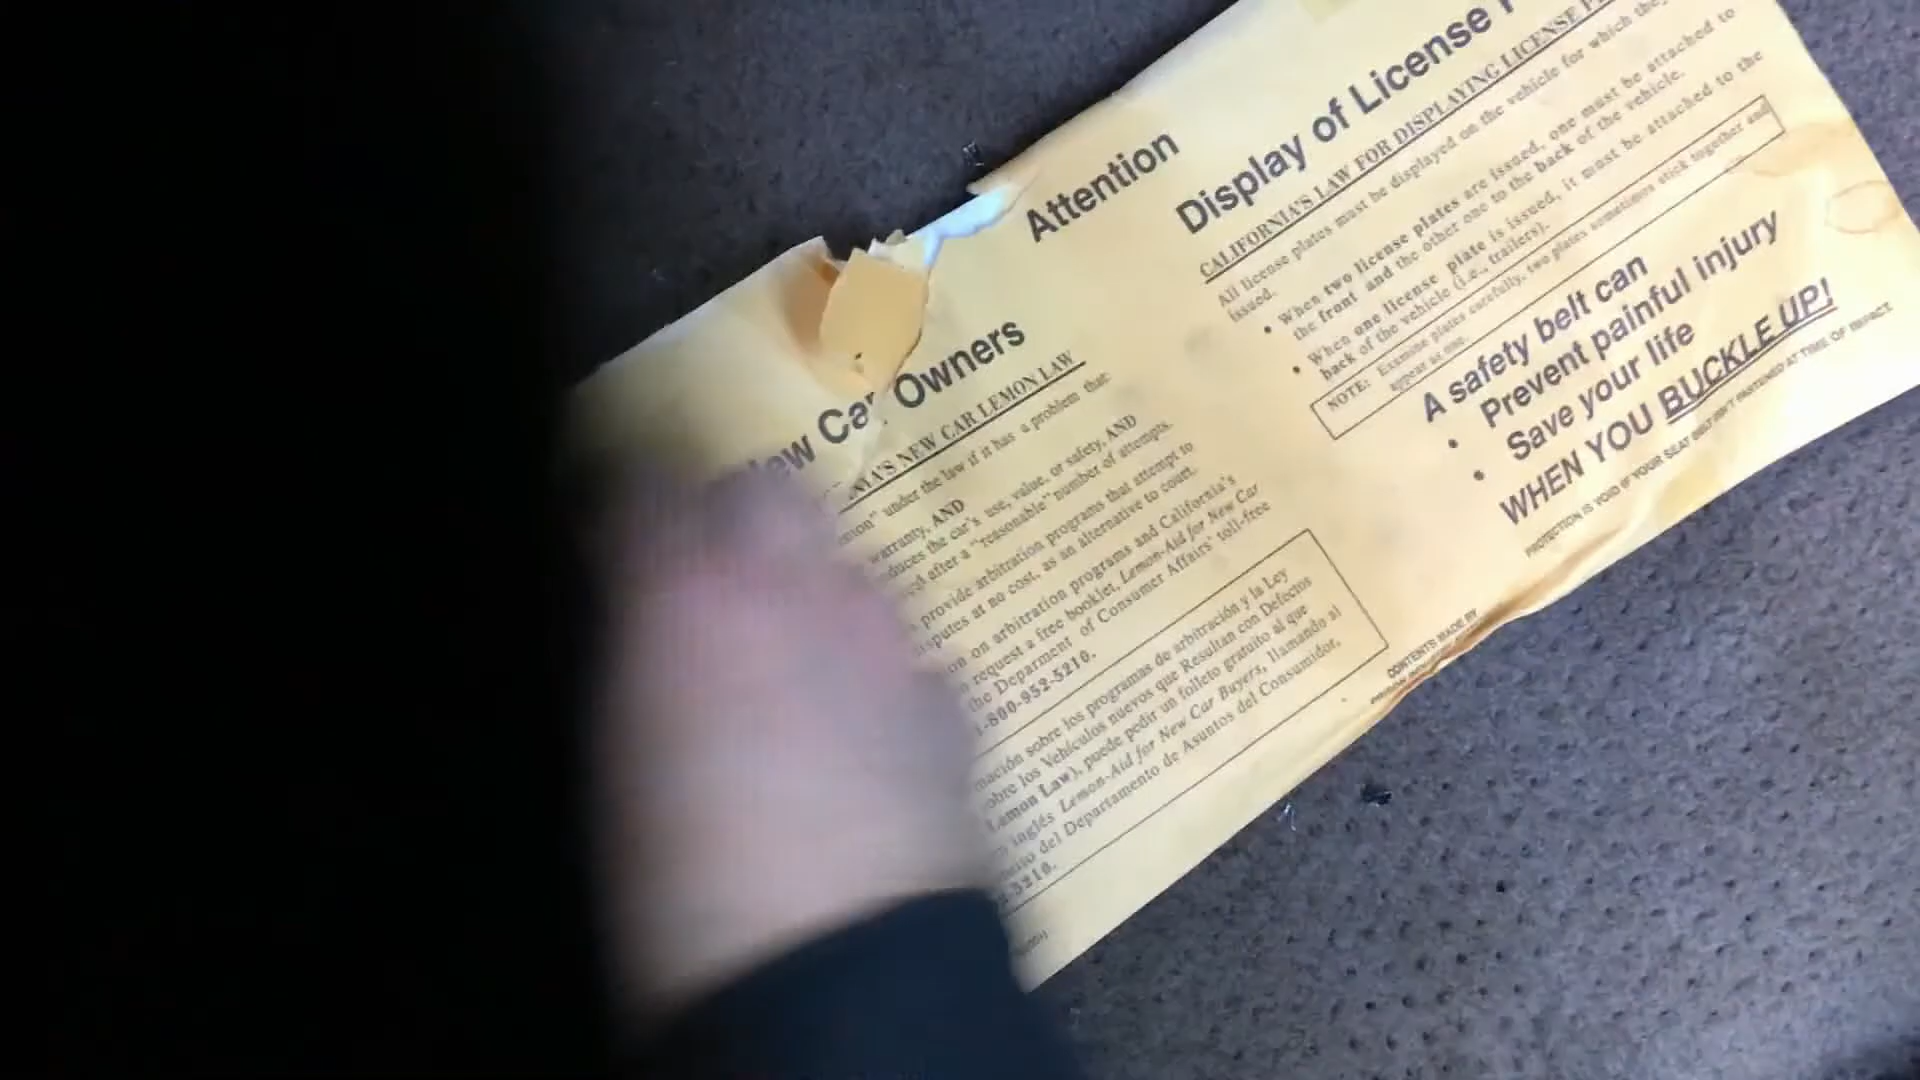 Attention
New Car Owners
NIA'S NEW CAR LEMON LAW
under the law if it has a problem that:
warranty, AND
duces the car's use, value, or safety, AND
ed after a "reasonable" number of attempts.
provide arbitration programs that attempt to
disputes at no cost, as an alternative to court.
on on arbitration programs and California's
request a free booklet, Lemon-Aid for New Car
the Deparment of Consumer Affairs' toll-free
1-800-952-5210.
mación sobre los programas de arbitración y la Ley
obre los Vehículos nuevos que Resultan con Defectos
Lemon Law), puede pedir un folleto gratuito al que
inglés Lemon-Aid for New Car Buyers, llamando al
del Departamento de Asuntos del Consumidor,
-5210.
Display of License
CALIFORNIA'S LAW FOR DISPLAYING LICENSE
All license plates must be displayed on the vehicle for which they
issued.
• When two license plates are issued, one must be attached to
the front and the other one to the back of the vehicle.
• When one license plate is issued, it must be attached to the
back of the vehicle (i.e., trailers).
NOTE: Examine plates carefully, two plates sometimes stick together and
appear as one.
A safety belt can
• Prevent painful injury
• Save your life
WHEN YOU BUCKLE UP!
PROTECTION IS VOID IF YOUR SEAT BELT ISN'T FASTENED AT TIME OF IMPACT.
CONTENTS MADE BY